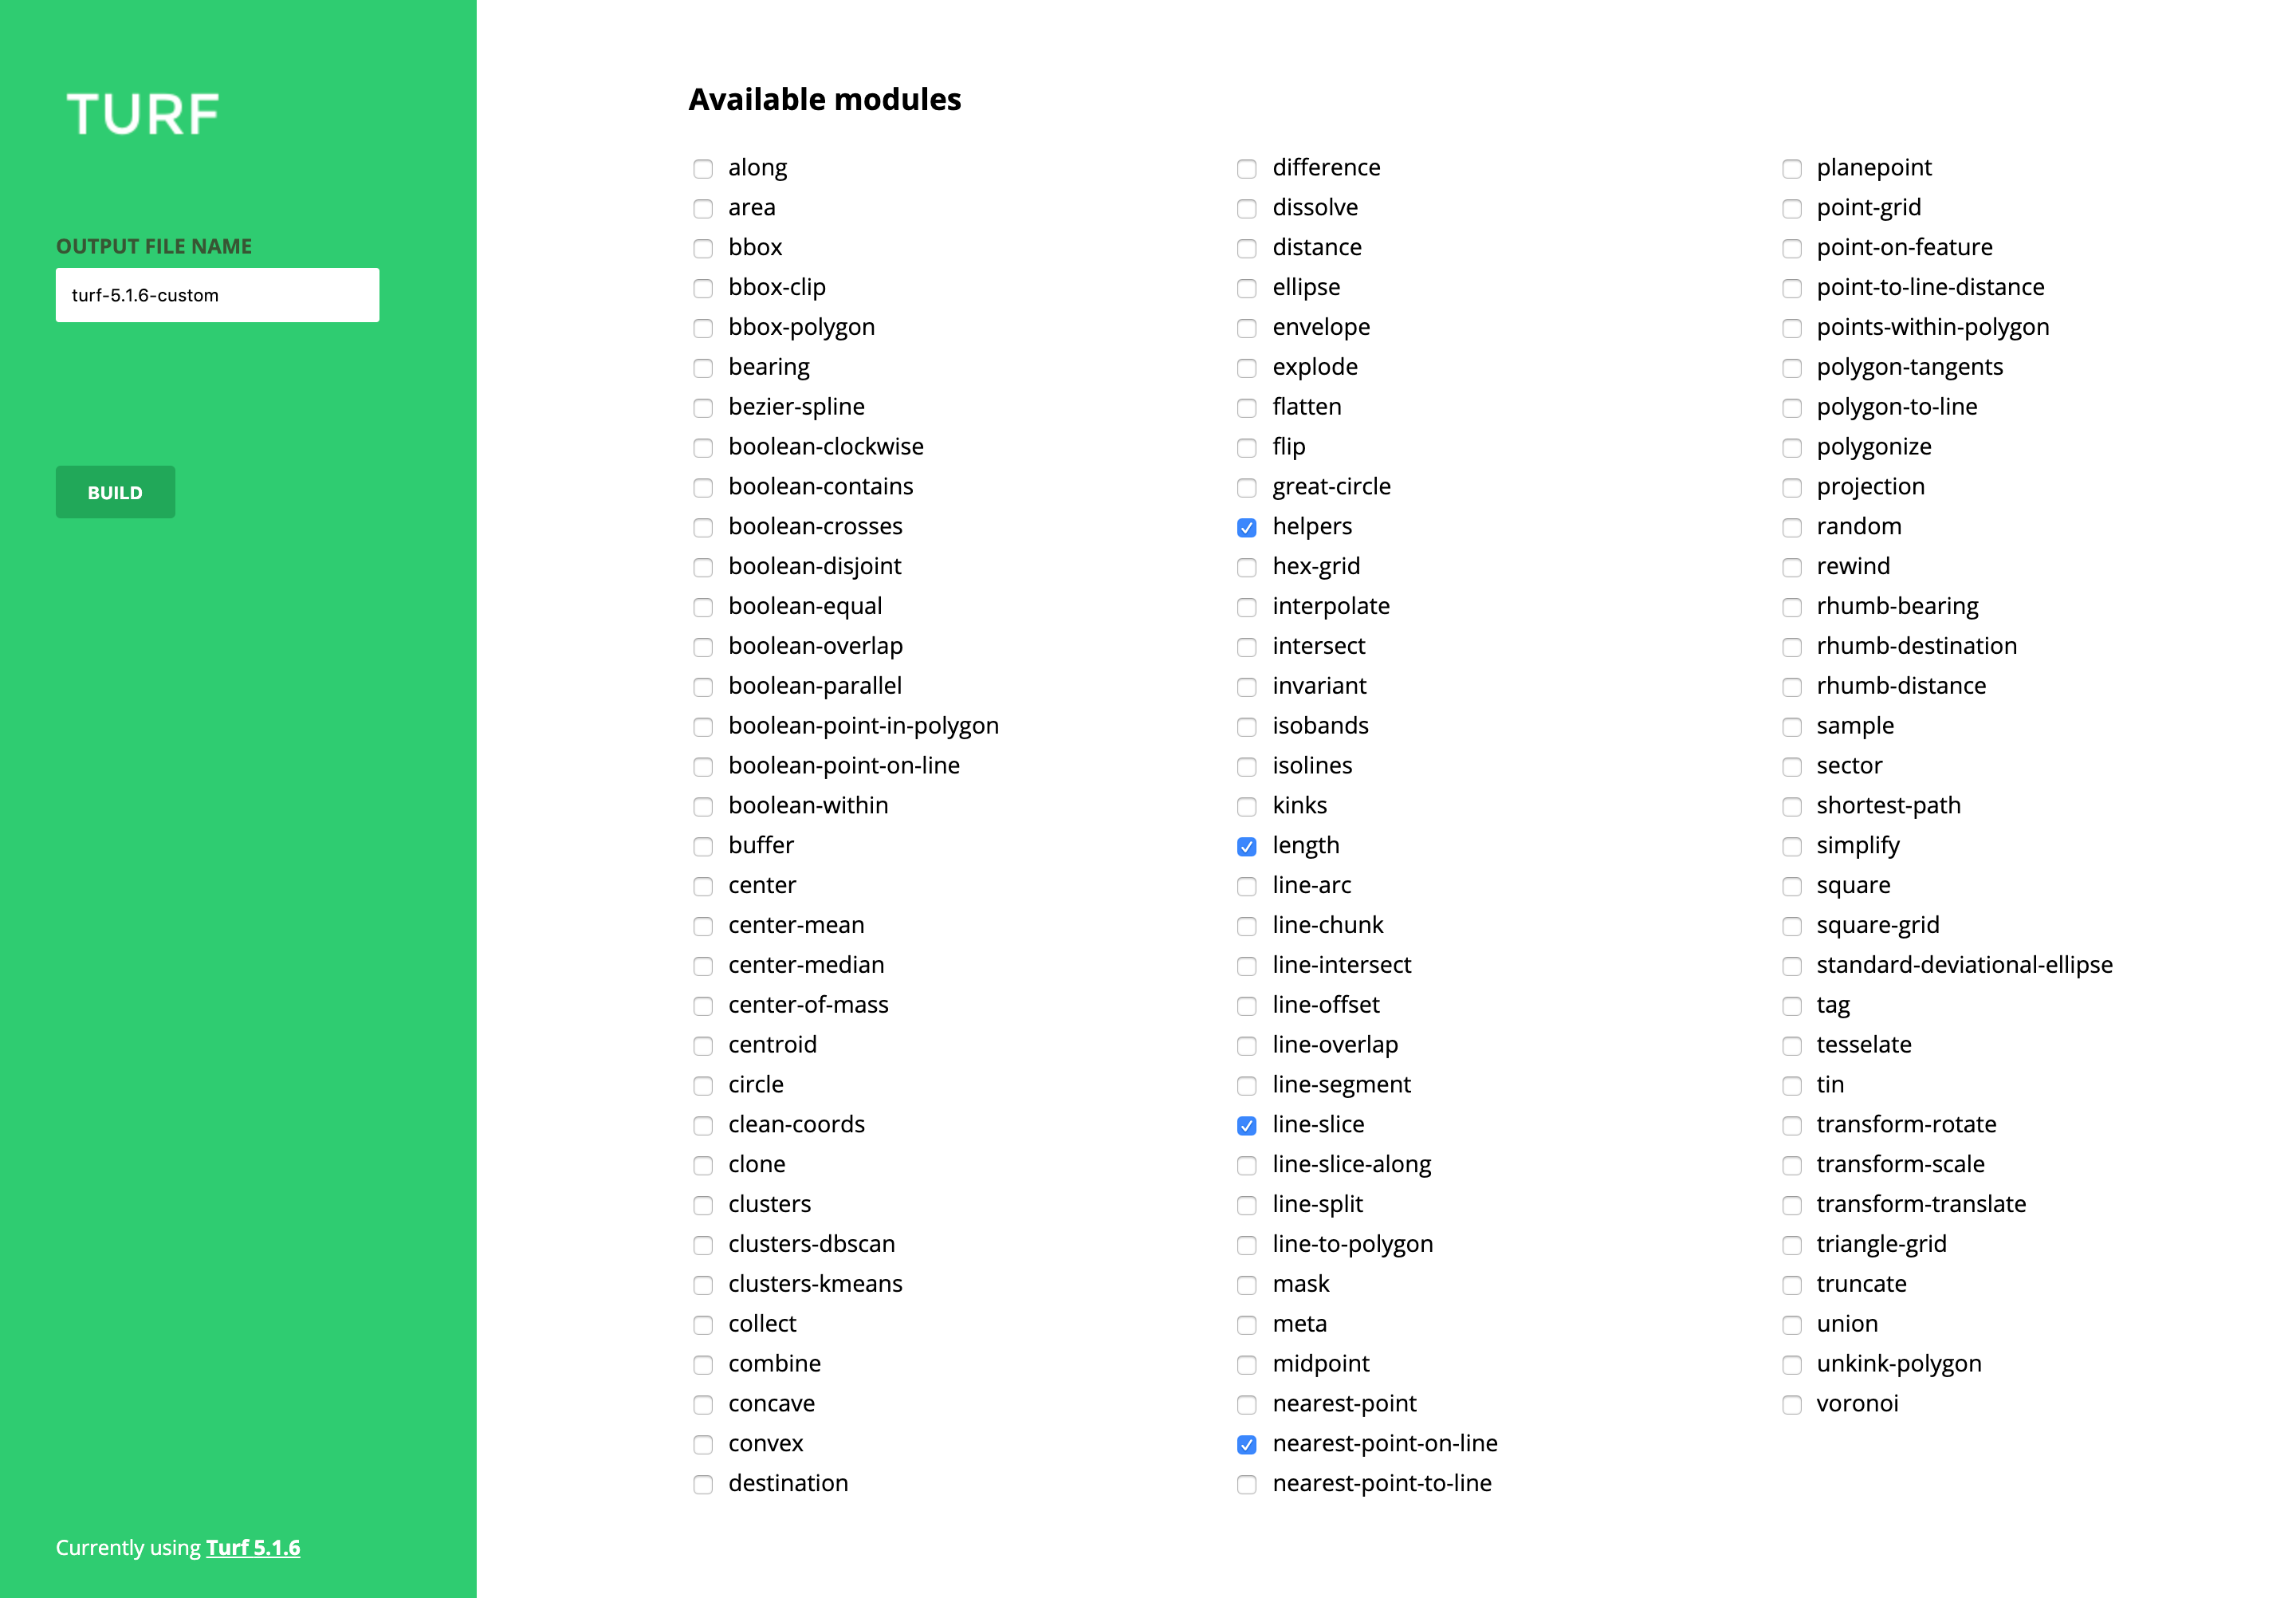 TURF
OUTPUT FILE NAME
turf-5.1.6-custom
BUILD
Currently using Turf 5.1.6
Available modules
along
area
bbox
bbox-clip
bbox-polygon
bearing
bezier-spline
boolean-clockwise
boolean-contains
boolean-crosses
boolean-disjoint
boolean-equal
boolean-overlap
boolean-parallel
boolean-point-in-polygon
boolean-point-on-line
boolean-within
buffer
center
center-mean
center-median
center-of-mass
centroid
circle
clean-coords
clone
clusters
clusters-dbscan
clusters-kmeans
collect
combine
concave
convex
destination
difference
dissolve
distance
ellipse
envelope
explode
flatten
flip
great-circle
helpers
hex-grid
interpolate
intersect
invariant
isobands
isolines
kinks
length
line-arc
line-chunk
line-intersect
line-offset
line-overlap
line-segment
line-slice
line-slice-along
line-split
line-to-polygon
mask
meta
midpoint
nearest-point
nearest-point-on-line
nearest-point-to-line
planepoint
point-grid
point-on-feature
point-to-line-distance
points-within-polygon
polygon-tangents
polygon-to-line
polygonize
projection
random
rewind
rhumb-bearing
rhumb-destination
rhumb-distance
sample
sector
shortest-path
simplify
square
square-grid
standard-deviational-ellipse
tag
tesselate
tin
transform-rotate
transform-scale
transform-translate
triangle-grid
truncate
union
unkink-polygon
voronoi